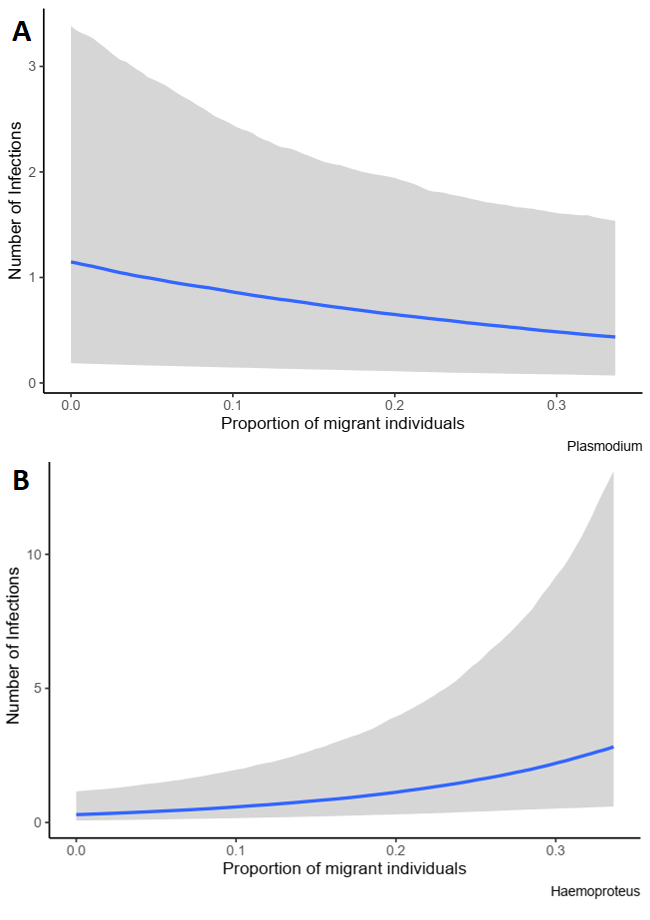 A
Number of Infections
3
2
1
0
0.0 0.1 0.2 0.3
Proportion of migrant individuals
Plasmodium
B
Number of Infections
10
5
0
0.0 0.1 0.2 0.3
Proportion of migrant individuals
Haemoproteus